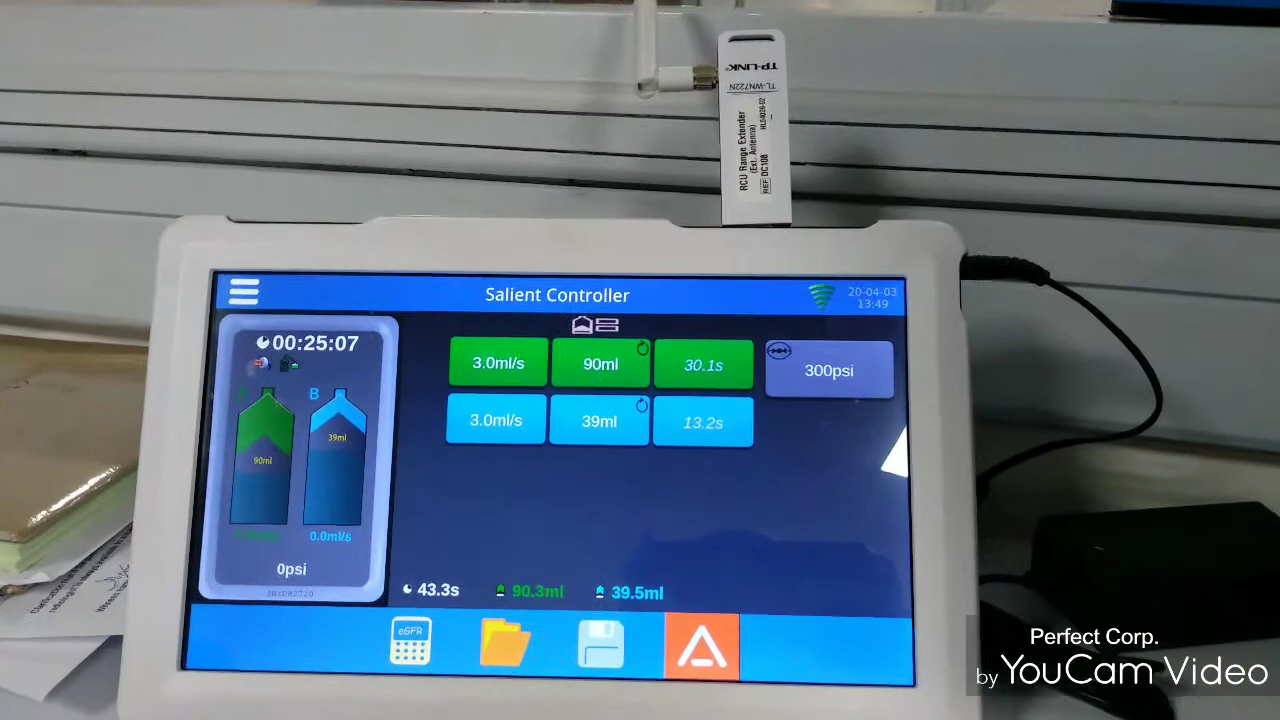 TP-LINK
TL-WN722N
RCU Range Extender
(Ext. Antenna)
REF DC108
HL04026-02
Salient Controller
20-04-03
13:49
00:25:07
A
B
90ml
39ml
0.0ml/s
0psi
3.0ml/s
90ml
30.1s
300psi
3.0ml/s
39ml
13.2s
43.3s
90.3ml
39.5ml
eGFR
Perfect Corp.
by YouCam Video